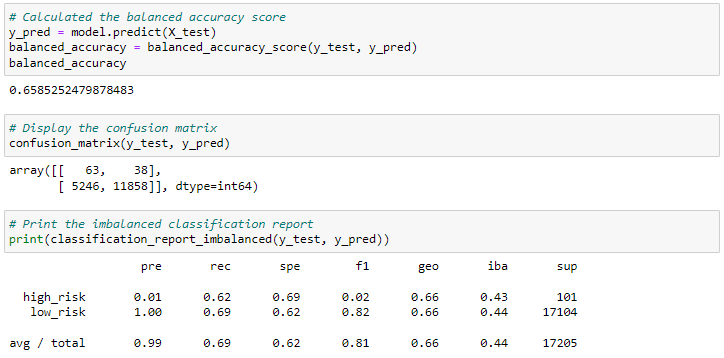 # Calculated the balanced accuracy score
y_pred = model.predict(X_test)
balanced_accuracy = balanced_accuracy_score(y_test, y_pred)
balanced_accuracy
0.6585252479878483
# Display the confusion matrix
confusion_matrix(y_test, y_pred)
array([[   63,    38],
       [ 5246, 11858]], dtype=int64)
# Print the imbalanced classification report
print(classification_report_imbalanced(y_test, y_pred))
                   pre       rec       spe        f1       geo       iba       sup
  high_risk       0.01      0.62      0.69      0.02      0.66      0.43       101
   low_risk       1.00      0.69      0.62      0.82      0.66      0.44     17104
avg / total       0.99      0.69      0.62      0.81      0.66      0.44     17205